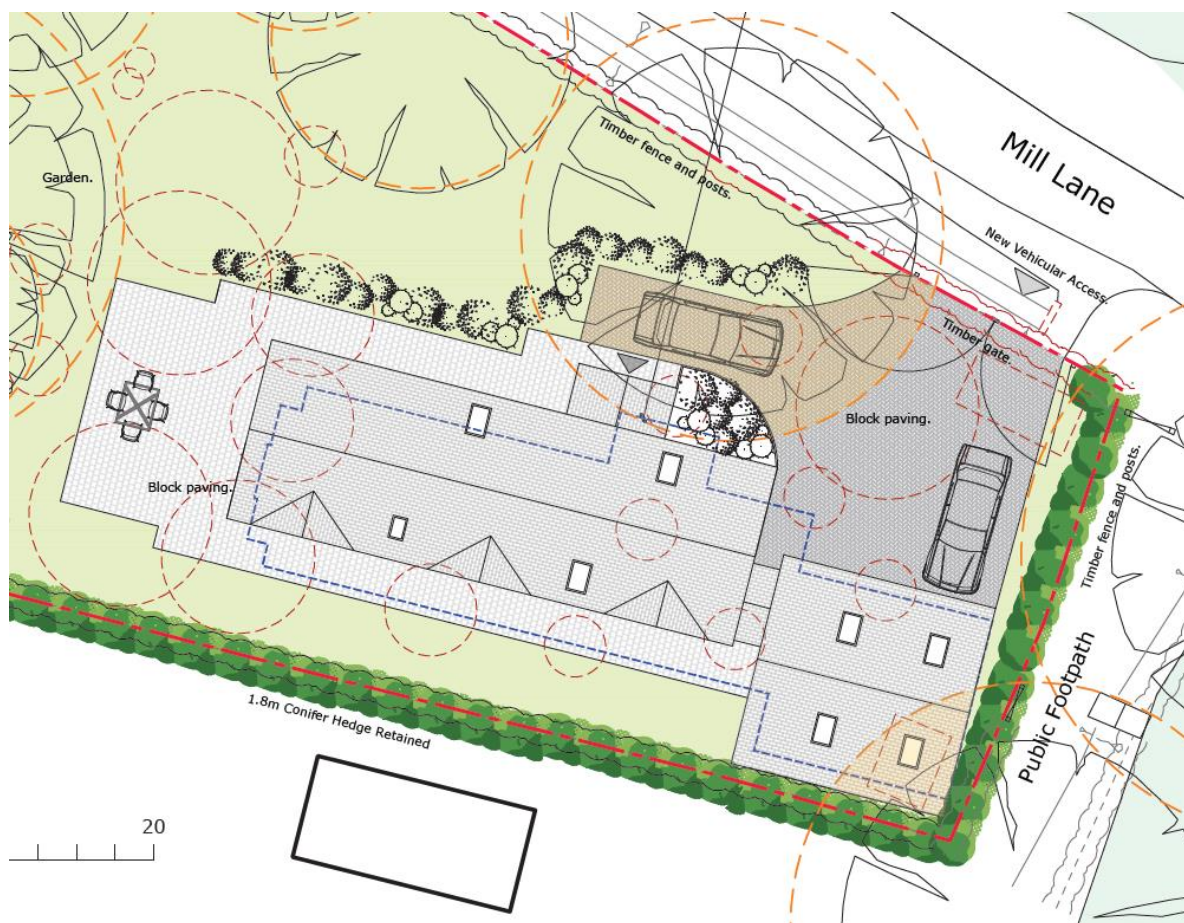 Mill Lane
Timber fence and posts.
Garden.
New Vehicular Access.
Timber gate.
Block paving.
Block paving.
Timber fence and posts.
Public Footpath
1.8m Conifer Hedge Retained
20